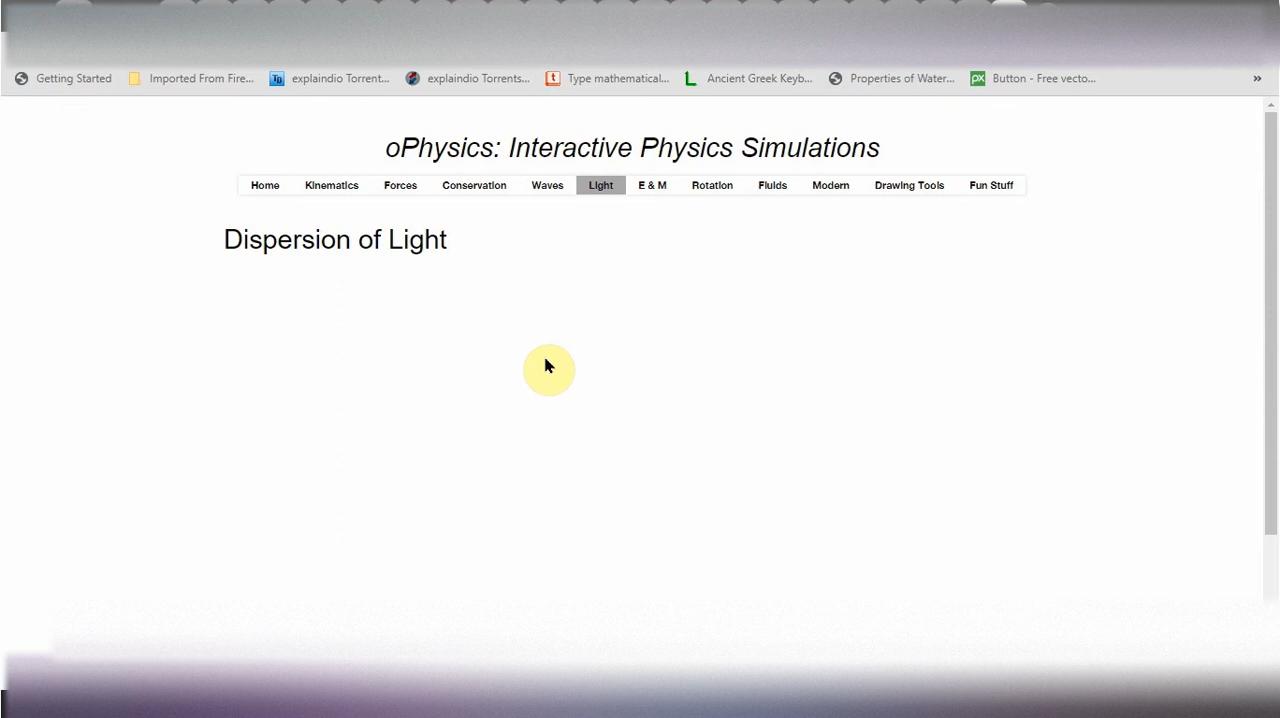 Getting Started Imported From Fire... explaindio Torrent... explaindio Torrents... Type mathematical... Ancient Greek Keyb... Properties of Water... Button - Free vecto... »
oPhysics: Interactive Physics Simulations
Home Kinematics Forces Conservation Waves Light E & M Rotation Fluids Modern Drawing Tools Fun Stuff
Dispersion of Light